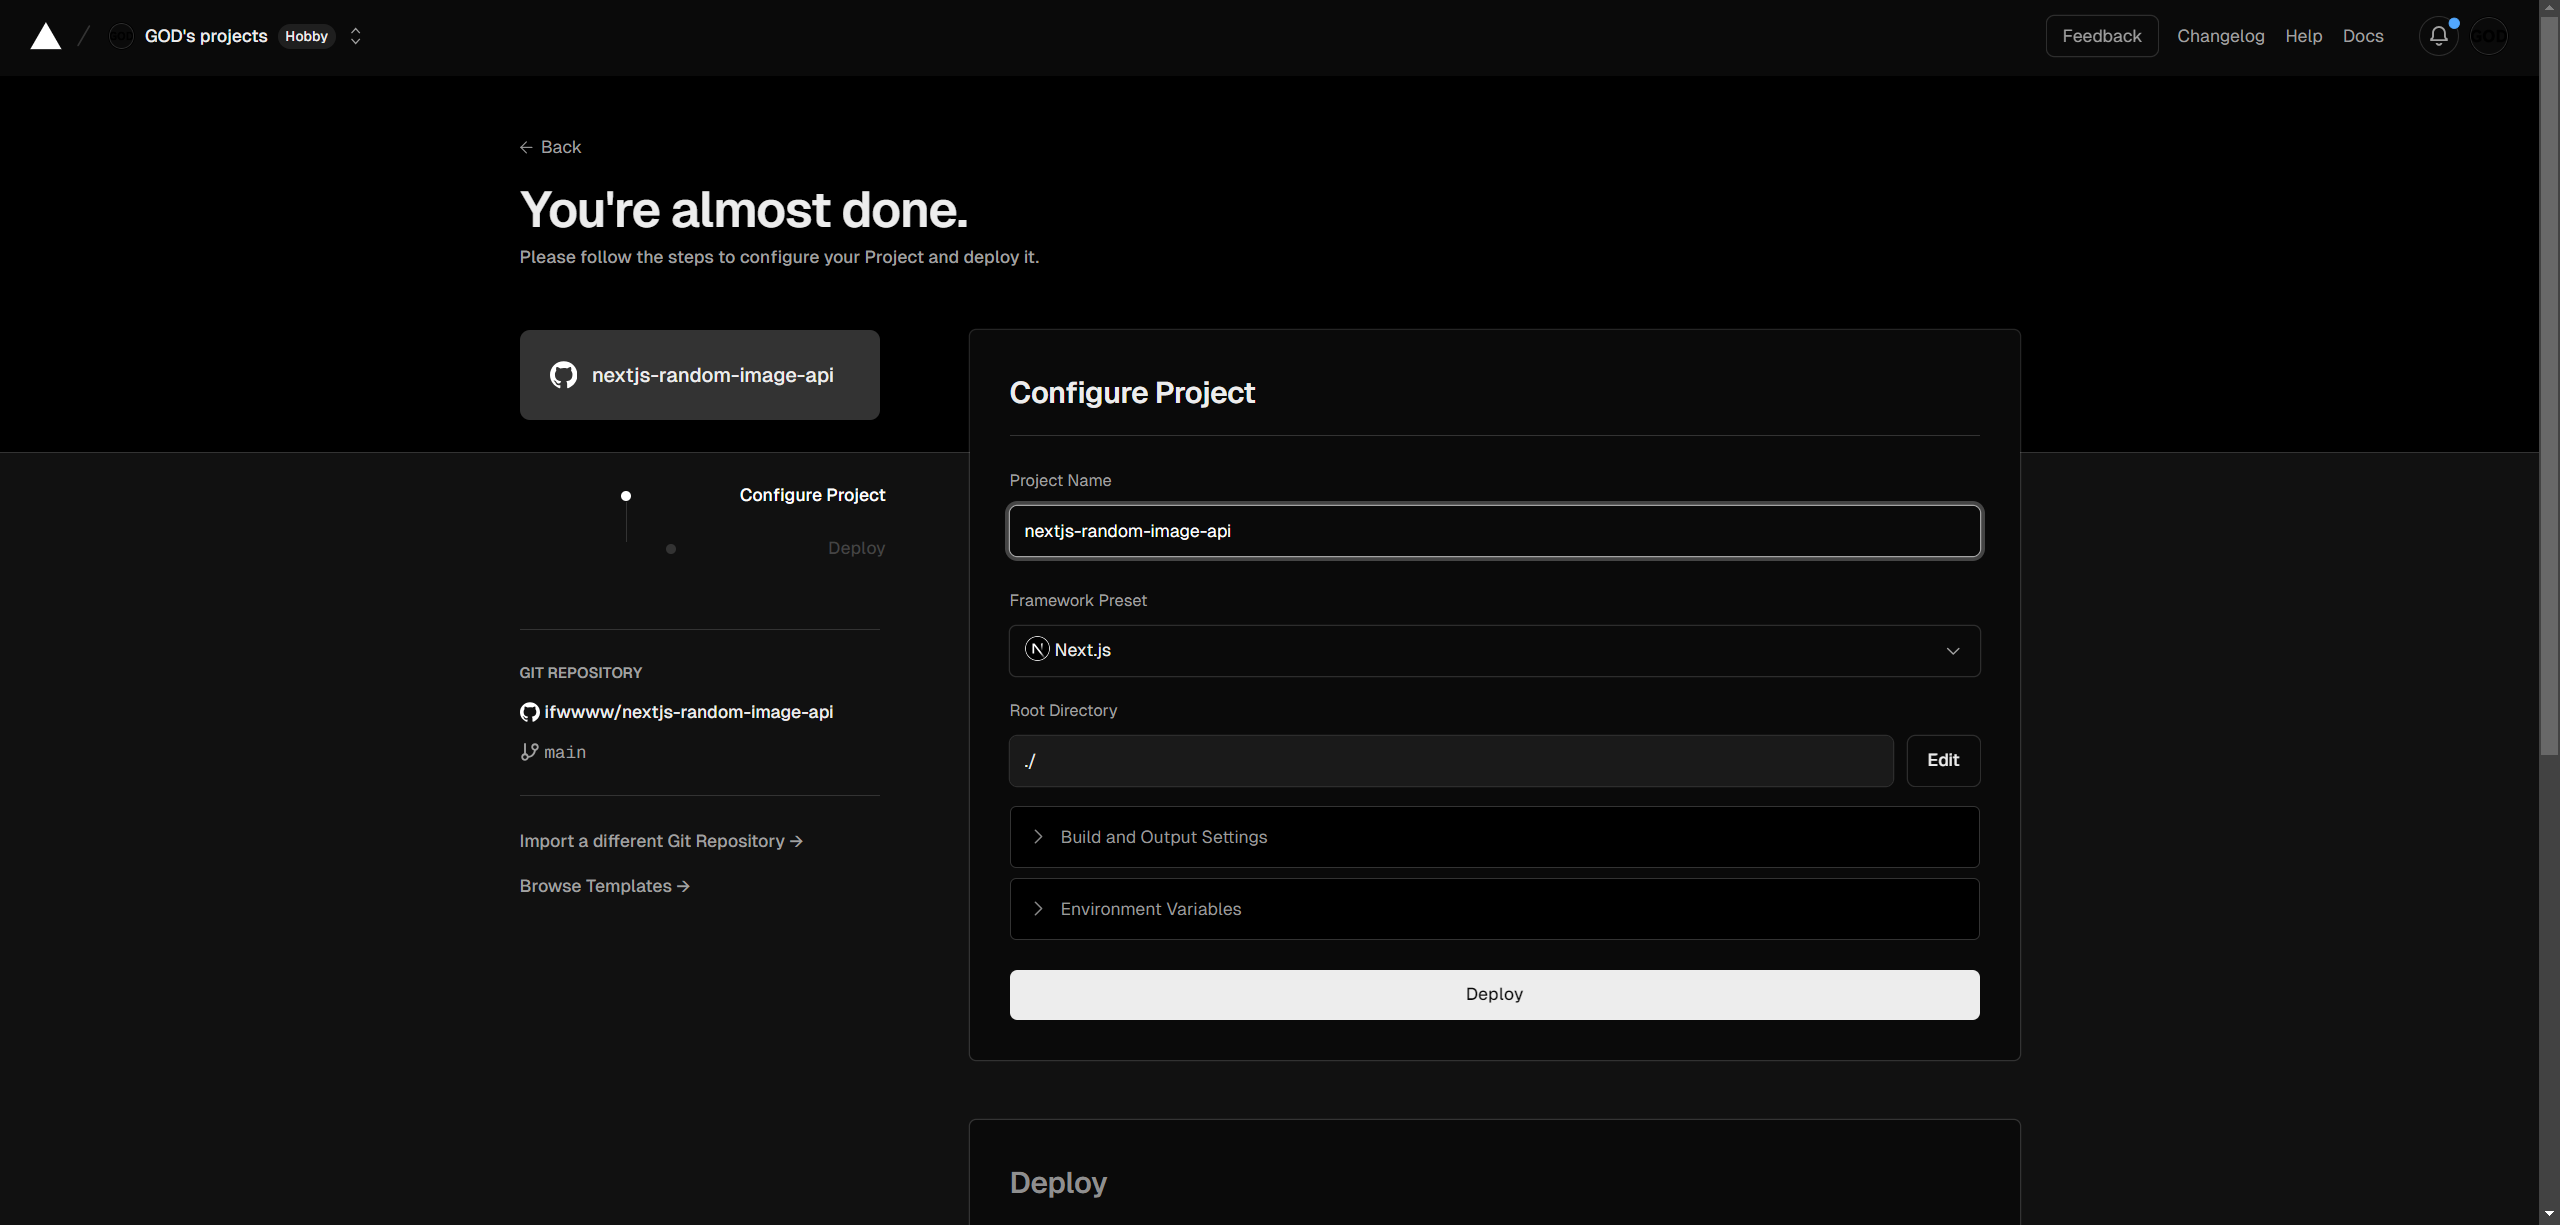 GOD's projects Hobby
Feedback Changelog Help Docs
Back
You're almost done.
Please follow the steps to configure your Project and deploy it.
nextjs-random-image-api
Configure Project
Deploy
GIT REPOSITORY
ifwwww/nextjs-random-image-api
main
Import a different Git Repository →
Browse Templates →
Configure Project
Project Name
nextjs-random-image-api
Framework Preset
Next.js
Root Directory
./
Edit
Build and Output Settings
Environment Variables
Deploy
Deploy